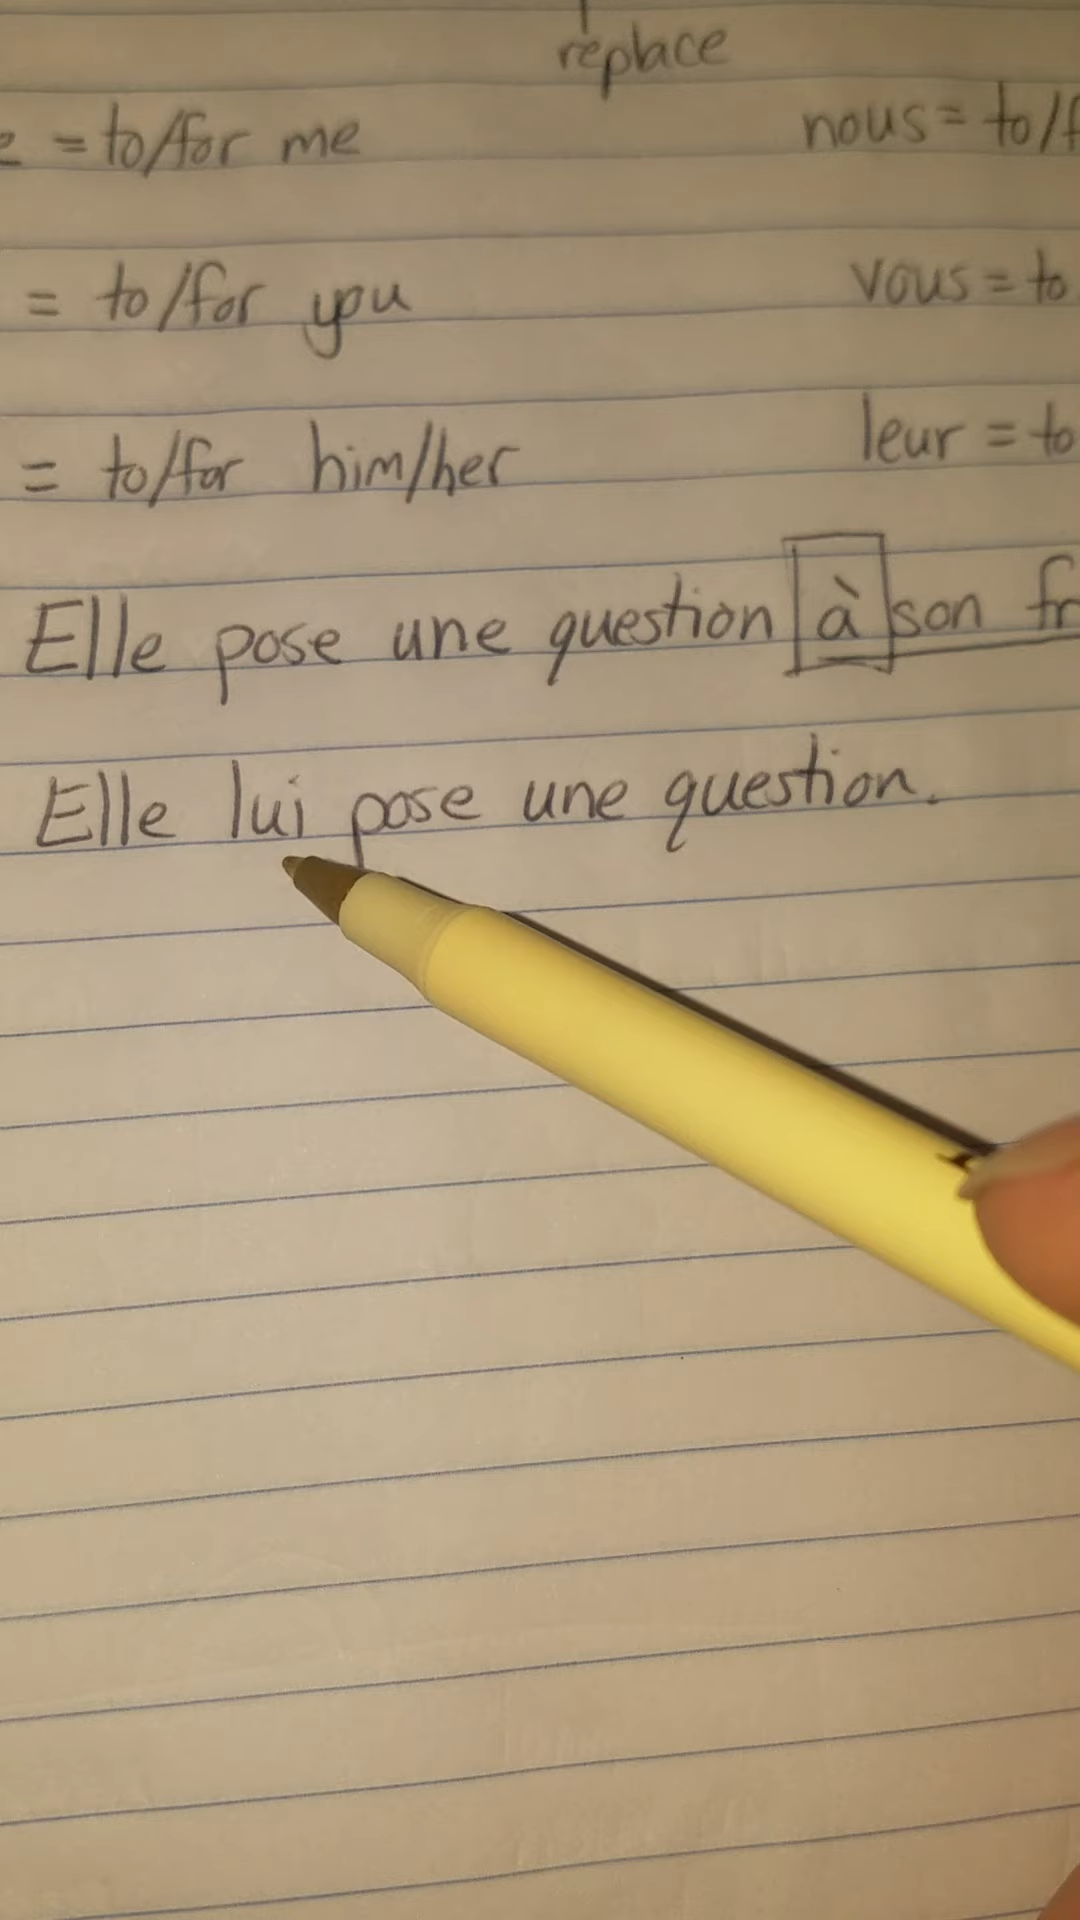 replace
= to/for me nous = to/f
= to/for you vous = to
= to/for him/her leur = to
Elle pose une question à son fr
Elle lui pose une question.